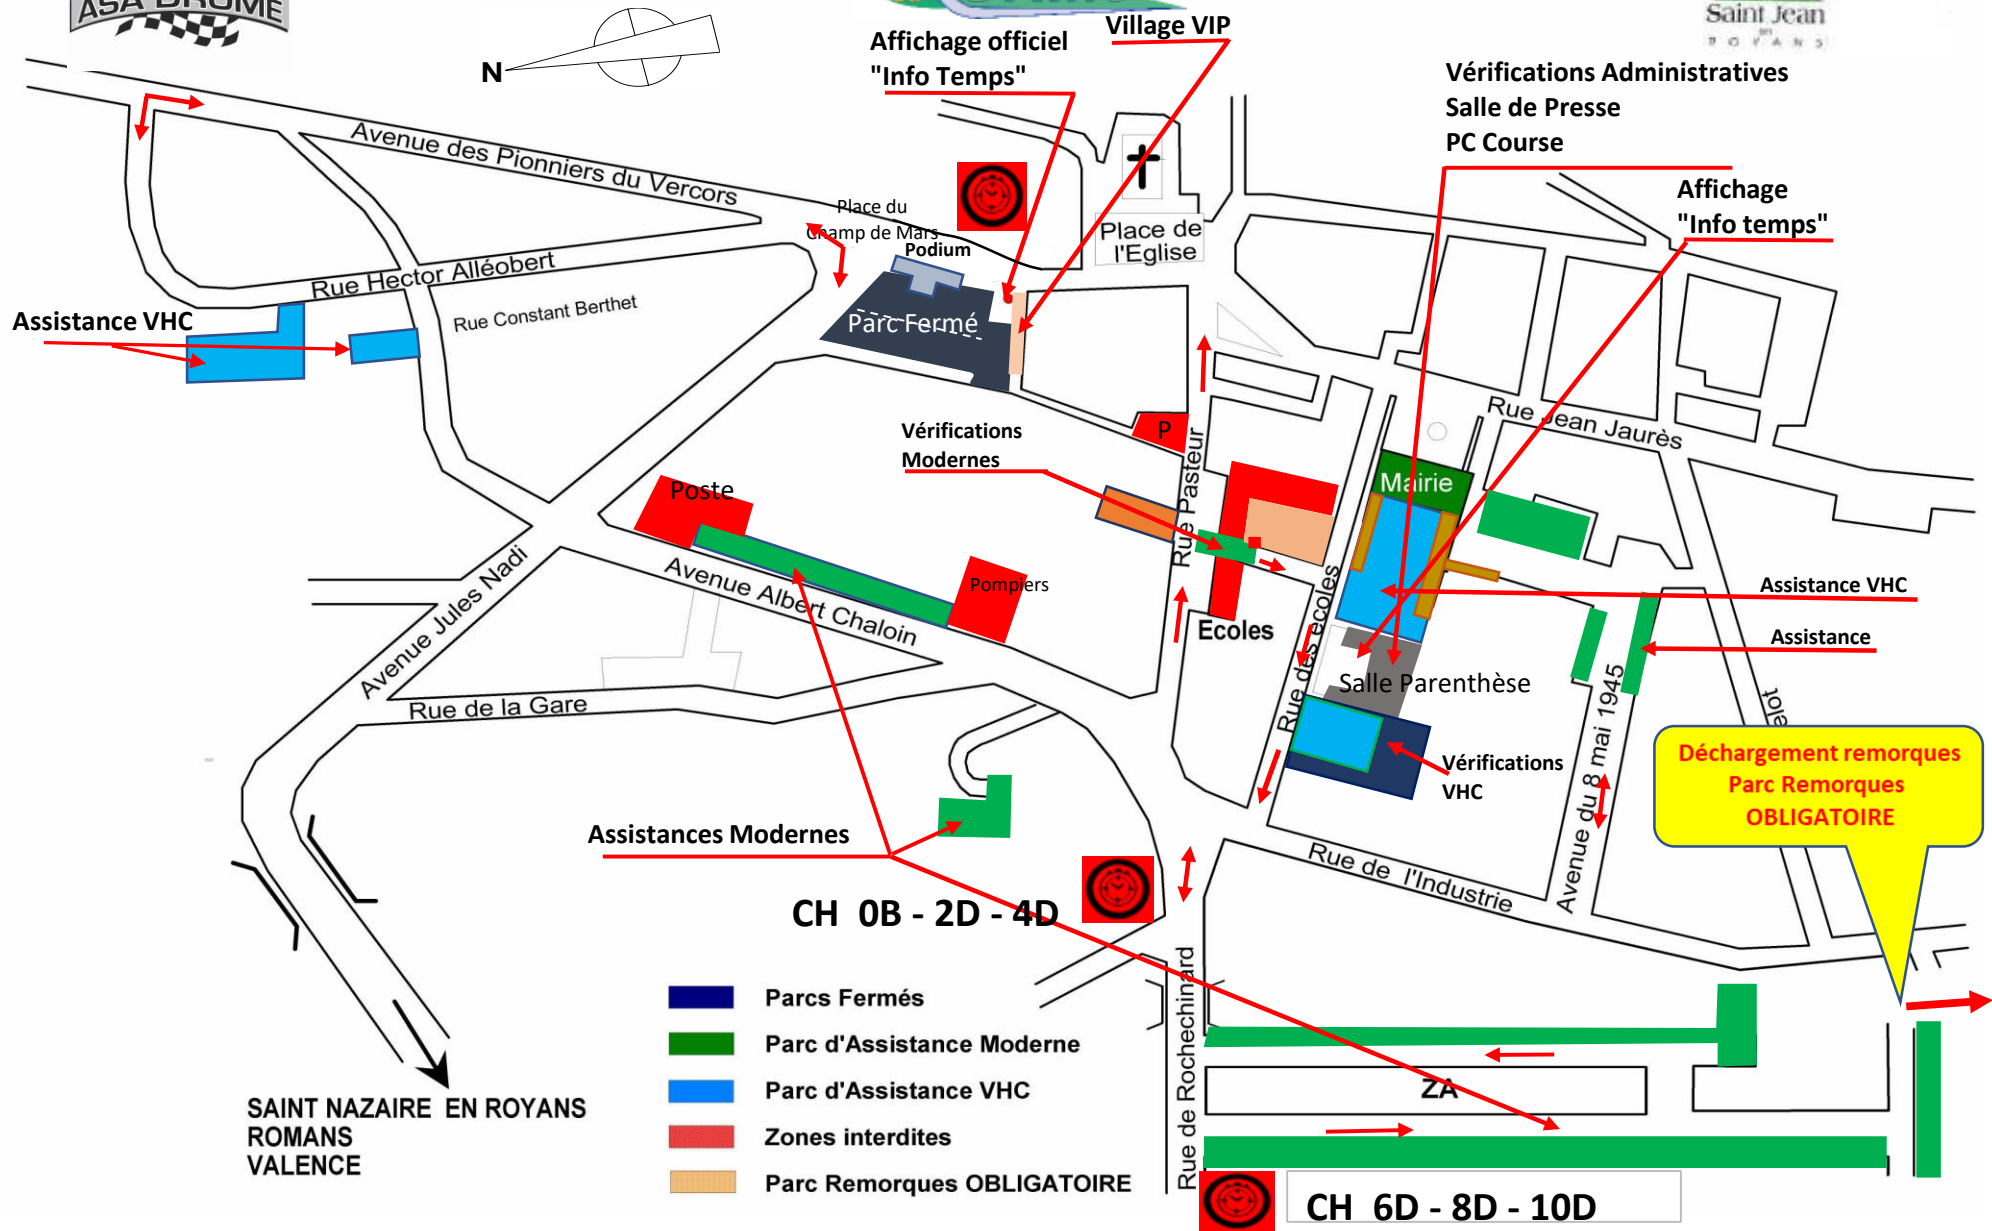 ASA DROME
Saint Jean
en
ROYANS
N
Affichage officiel
"Info Temps"
Village VIP
Vérifications Administratives
Salle de Presse
PC Course
Affichage
"Info temps"
Avenue des Pionniers du Vercors
Place du
Champ de Mars
Podium
Place de
l'Eglise
Rue Hector Alléobert
Rue Constant Berthet
Assistance VHC
Parc Fermé
Rue Jean Jaurès
Vérifications
Modernes
P
Rue Pasteur
Mairie
Poste
Pompiers
Avenue Albert Chaloin
Avenue Jules Nadi
Rue de la Gare
Ecoles
Rue des écoles
Assistance VHC
Assistance
Salle Parenthèse
Avenue du 8 mai 1945
elot
Vérifications
VHC
Déchargement remorques
Parc Remorques
OBLIGATOIRE
Assistances Modernes
Rue de l'Industrie
CH 0B - 2D - 4D
Rue de Rochechinard
Parcs Fermés
Parc d'Assistance Moderne
Parc d'Assistance VHC
Zones interdites
Parc Remorques OBLIGATOIRE
ZA
SAINT NAZAIRE EN ROYANS
ROMANS
VALENCE
CH 6D - 8D - 10D